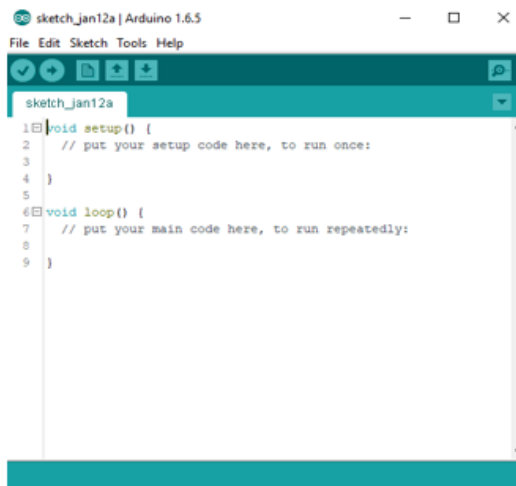 sketch_jan12a | Arduino 1.6.5
File Edit Sketch Tools Help
sketch_jan12a
1 void setup() {
2 // put your setup code here, to run once:
3
4 }
5
6 void loop() {
7 // put your main code here, to run repeatedly:
8
9 }